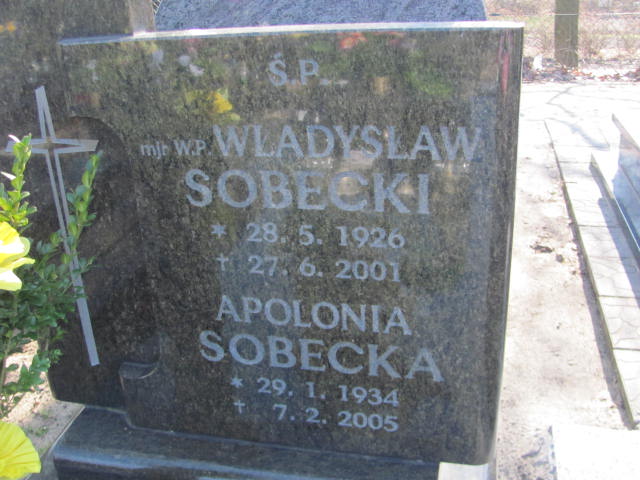 Ś.P.
mjr W.P. WŁADYSŁAW
SOBECKI
* 28. 5. 1926
† 27. 6. 2001
APOLONIA
SOBECKA
* 29. 1. 1934
† 7. 2. 2005